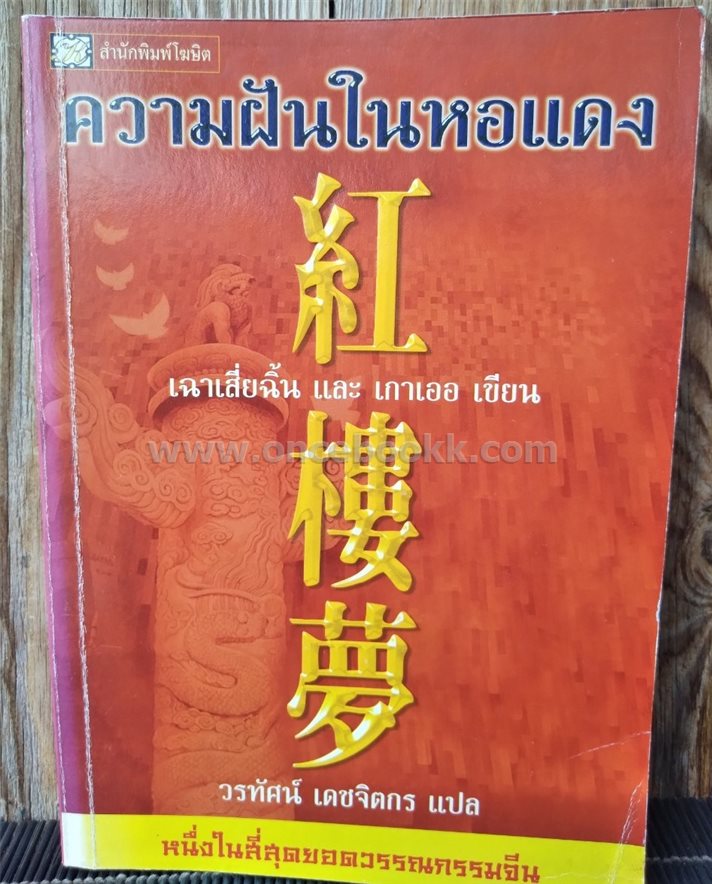 สำนักพิมพ์โฆษิต
ความฝันในหอแดง
紅
樓
夢
เฉาเสี่ยฉิ้น และ เกาเออ เขียน
www.oncebookk.com
วรทัศน์ เดชจิตกร แปล
หนึ่งในสี่สุดยอดวรรณกรรมจีน